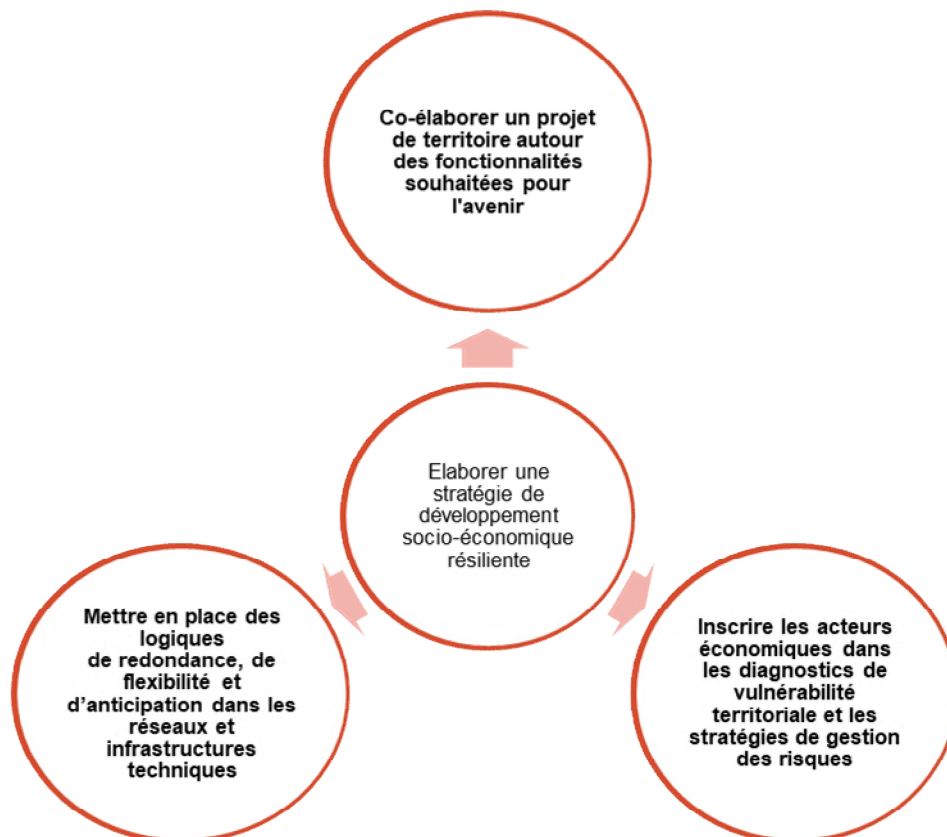 Co-élaborer un projet
de territoire autour
des fonctionnalités
souhaitées pour
l'avenir
Elaborer une
stratégie de
développement
socio-économique
résiliente
Mettre en place des
logiques
de redondance, de
flexibilité et
d’anticipation dans les
réseaux et
infrastructures
techniques
Inscrire les acteurs
économiques dans
les diagnostics de
vulnérabilité
territoriale et les
stratégies de gestion
des risques